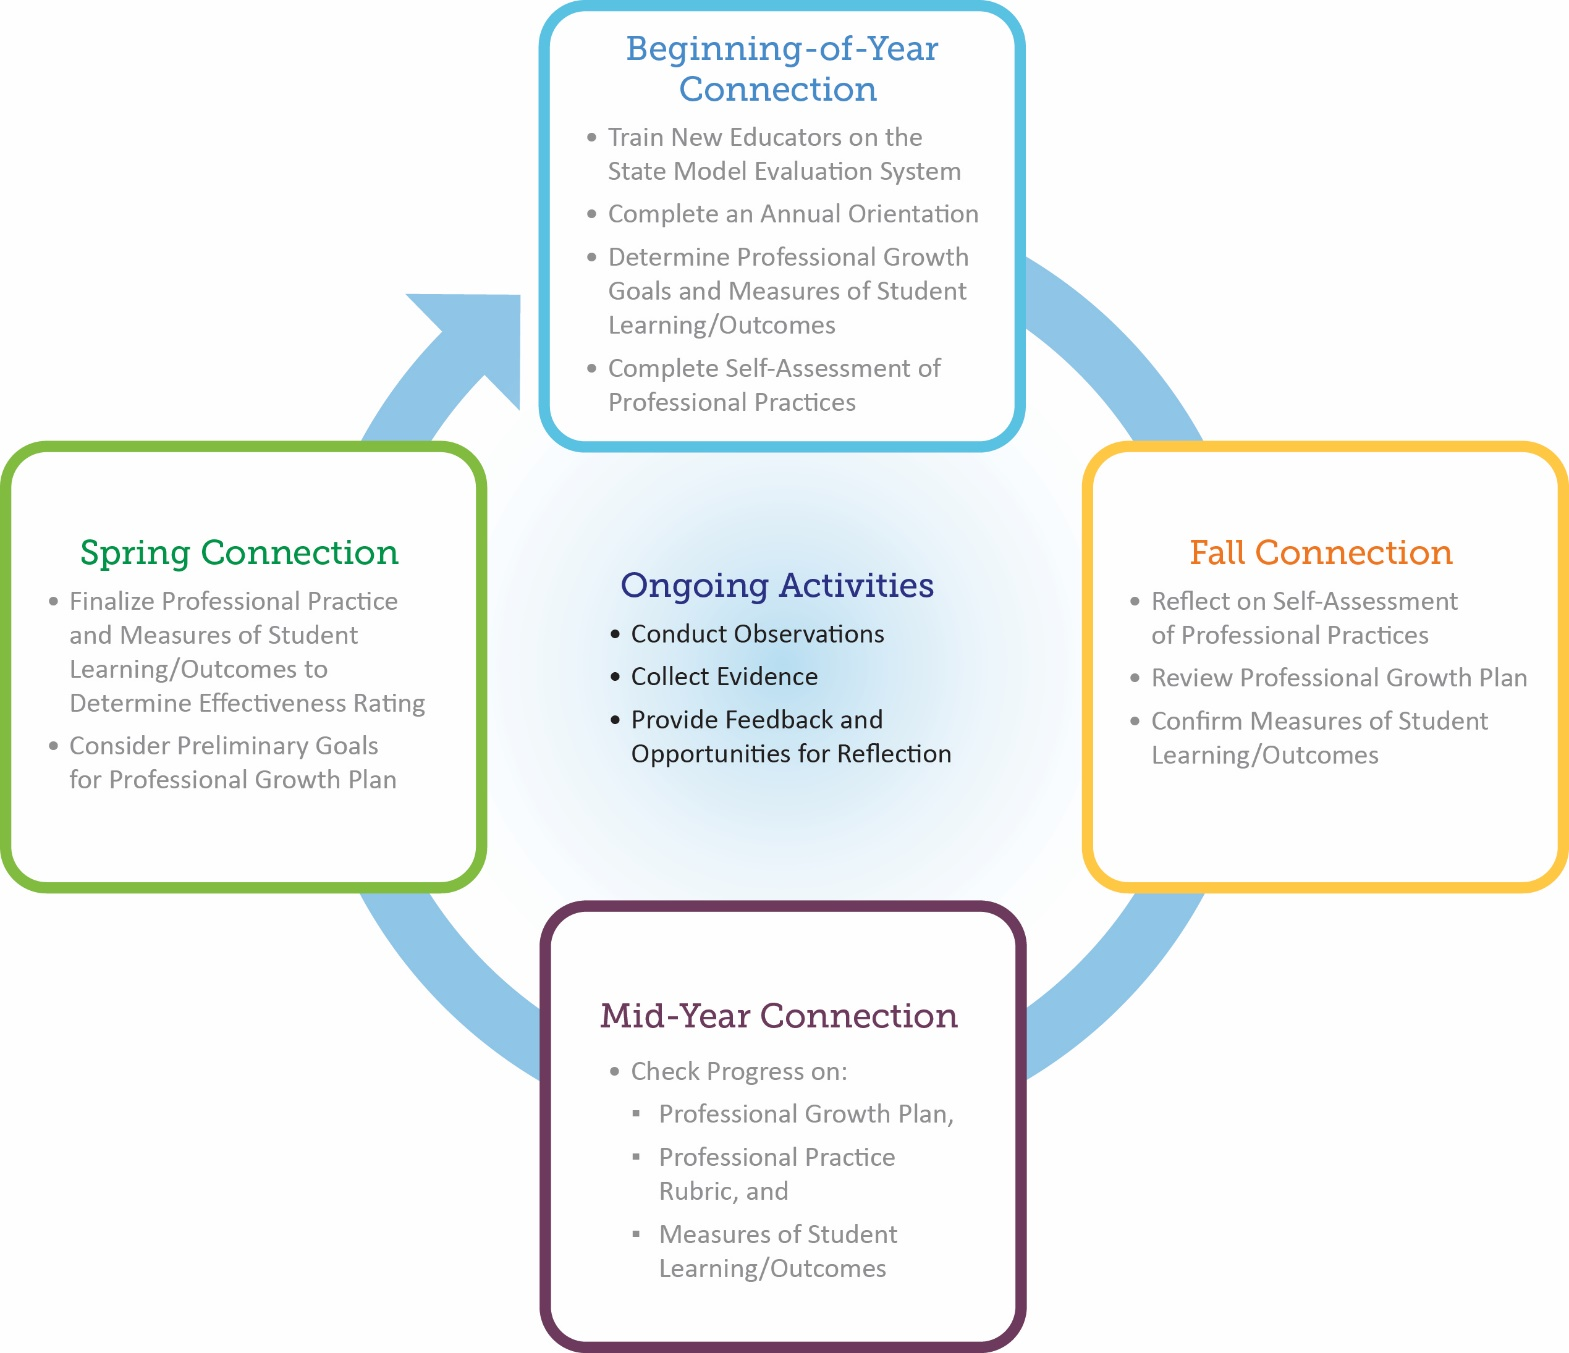 Beginning-of-Year
Connection
• Train New Educators on the
State Model Evaluation System
• Complete an Annual Orientation
• Determine Professional Growth
Goals and Measures of Student
Learning/Outcomes
• Complete Self-Assessment of
Professional Practices
Spring Connection
• Finalize Professional Practice
and Measures of Student
Learning/Outcomes to
Determine Effectiveness Rating
• Consider Preliminary Goals
for Professional Growth Plan
Ongoing Activities
• Conduct Observations
• Collect Evidence
• Provide Feedback and
Opportunities for Reflection
Fall Connection
• Reflect on Self-Assessment
of Professional Practices
• Review Professional Growth Plan
• Confirm Measures of Student
Learning/Outcomes
Mid-Year Connection
• Check Progress on:
▪ Professional Growth Plan,
▪ Professional Practice
Rubric, and
▪ Measures of Student
Learning/Outcomes